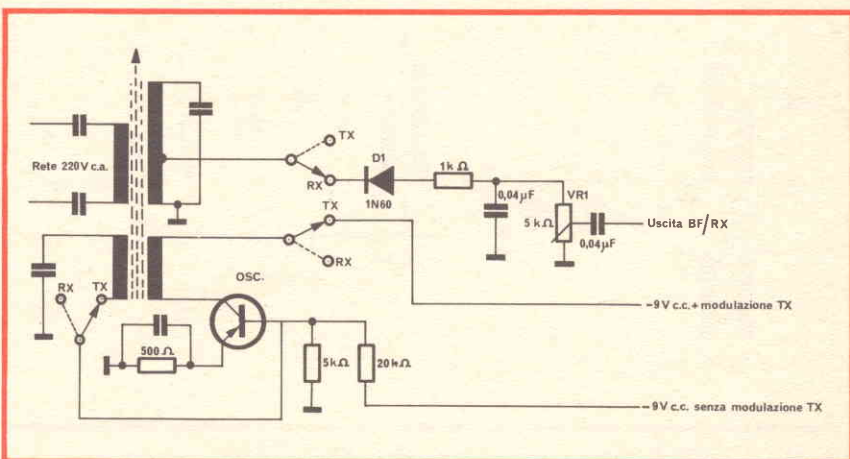 TX
Rete 220V c.a.
D1
1kΩ
RX
1N60
0,04µF
VR1
TX
5kΩ
Uscita BF/RX
0,04µF
RX
OSC.
RX
TX
-9V c.c.+ modulazione TX
500Ω
5kΩ
20kΩ
-9V c.c. senza modulazione TX